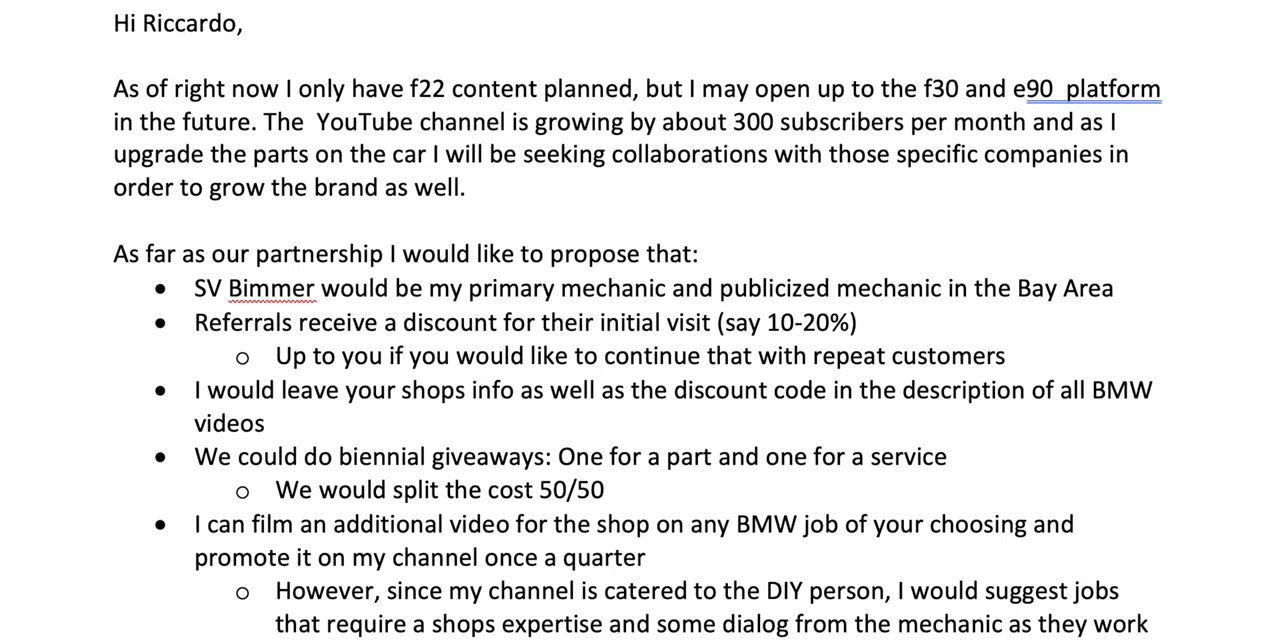 Hi Riccardo,
As of right now I only have f22 content planned, but I may open up to the f30 and e90  platform
in the future. The  YouTube channel is growing by about 300 subscribers per month and as I
upgrade the parts on the car I will be seeking collaborations with those specific companies in
order to grow the brand as well.
As far as our partnership I would like to propose that:
• SV Bimmer would be my primary mechanic and publicized mechanic in the Bay Area
• Referrals receive a discount for their initial visit (say 10-20%)
o Up to you if you would like to continue that with repeat customers
• I would leave your shops info as well as the discount code in the description of all BMW
videos
• We could do biennial giveaways: One for a part and one for a service
o We would split the cost 50/50
• I can film an additional video for the shop on any BMW job of your choosing and
promote it on my channel once a quarter
o However, since my channel is catered to the DIY person, I would suggest jobs
that require a shops expertise and some dialog from the mechanic as they work